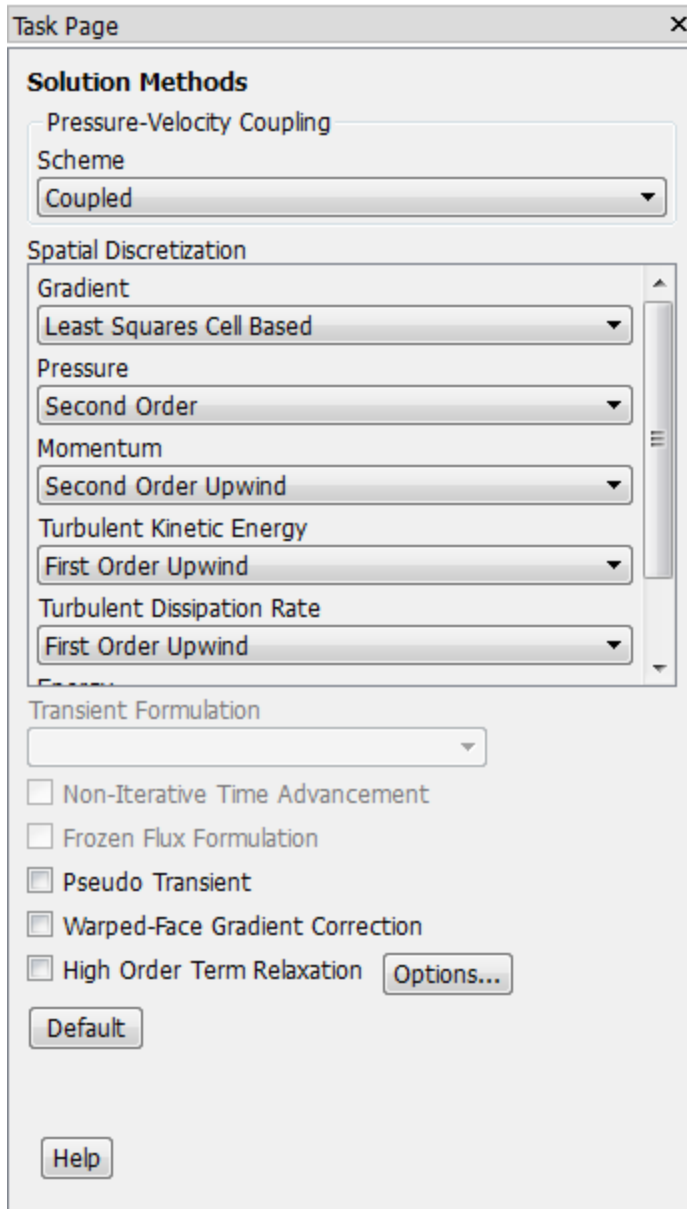 Task Page
Solution Methods
Pressure-Velocity Coupling
Scheme
Coupled
Spatial Discretization
Gradient
Least Squares Cell Based
Pressure
Second Order
Momentum
Second Order Upwind
Turbulent Kinetic Energy
First Order Upwind
Turbulent Dissipation Rate
First Order Upwind
Transient Formulation
Non-Iterative Time Advancement
Frozen Flux Formulation
Pseudo Transient
Warped-Face Gradient Correction
High Order Term Relaxation Options...
Default
Help